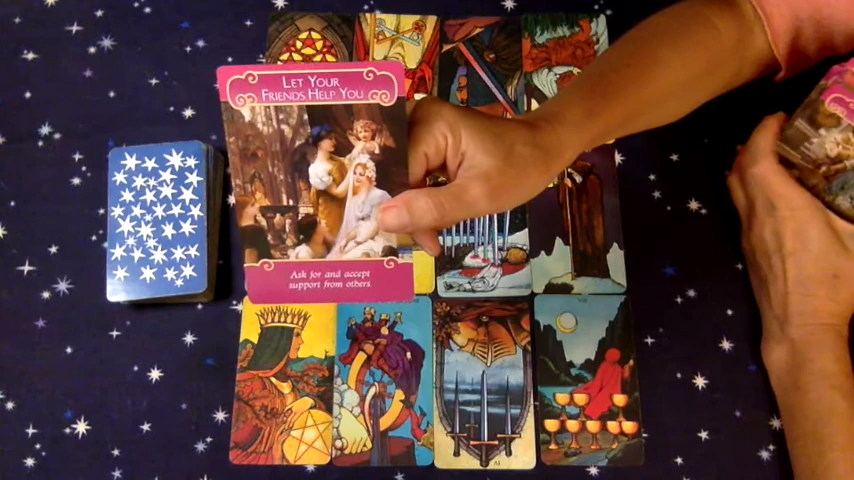 LET YOUR
FRIENDS HELP YOU
Ask for and accept
support from others.